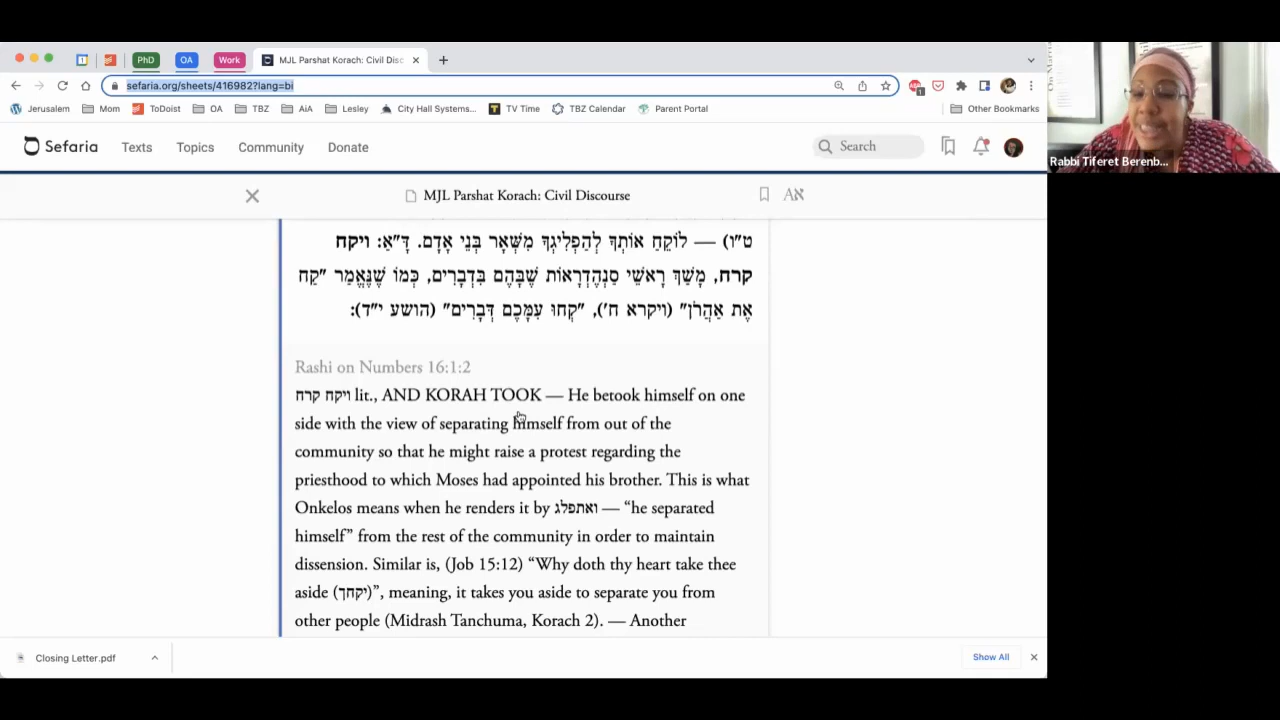 PhD
OA
Work
MJL Parshat Korach: Civil Disc
sefaria.org/sheets/416982?lang=bi
Jerusalem
Mom
ToDoist
OA
TBZ
AiA
Lesley
City Hall Systems...
TV Time
TBZ Calendar
Parent Portal
Other Bookmarks
Sefaria
Texts
Topics
Community
Donate
Search
Rabbi Tiferet Berenb...
MJL Parshat Korach: Civil Discourse
Aא
ט"ו) — לוֹקֵחַ אוֹתְךָ לְהַפְלִיגְךָ מִשְּׁאָר בְּנֵי אָדָם. דָּ"אַ: ויקח
קרח, מָשַׁךְ רָאשֵׁי סַנְהֶדְרָאוֹת שֶׁבָּהֶם בִּדְבָרִים, כְּמוֹ שֶׁנֶּאֱמַר "קַח
אֶת אַהֲרֹן" (ויקרא ח'), "קְחוּ עִמָּכֶם דְּבָרִים" (הושע י"ד):
Rashi on Numbers 16:1:2
ויקח קרח lit., AND KORAH TOOK — He betook himself on one
side with the view of separating himself from out of the
community so that he might raise a protest regarding the
priesthood to which Moses had appointed his brother. This is what
Onkelos means when he renders it by ואתפלג — “he separated
himself” from the rest of the community in order to maintain
dissension. Similar is, (Job 15:12) “Why doth thy heart take thee
aside (יקחך)”, meaning, it takes you aside to separate you from
other people (Midrash Tanchuma, Korach 2). — Another
Closing Letter.pdf
Show All